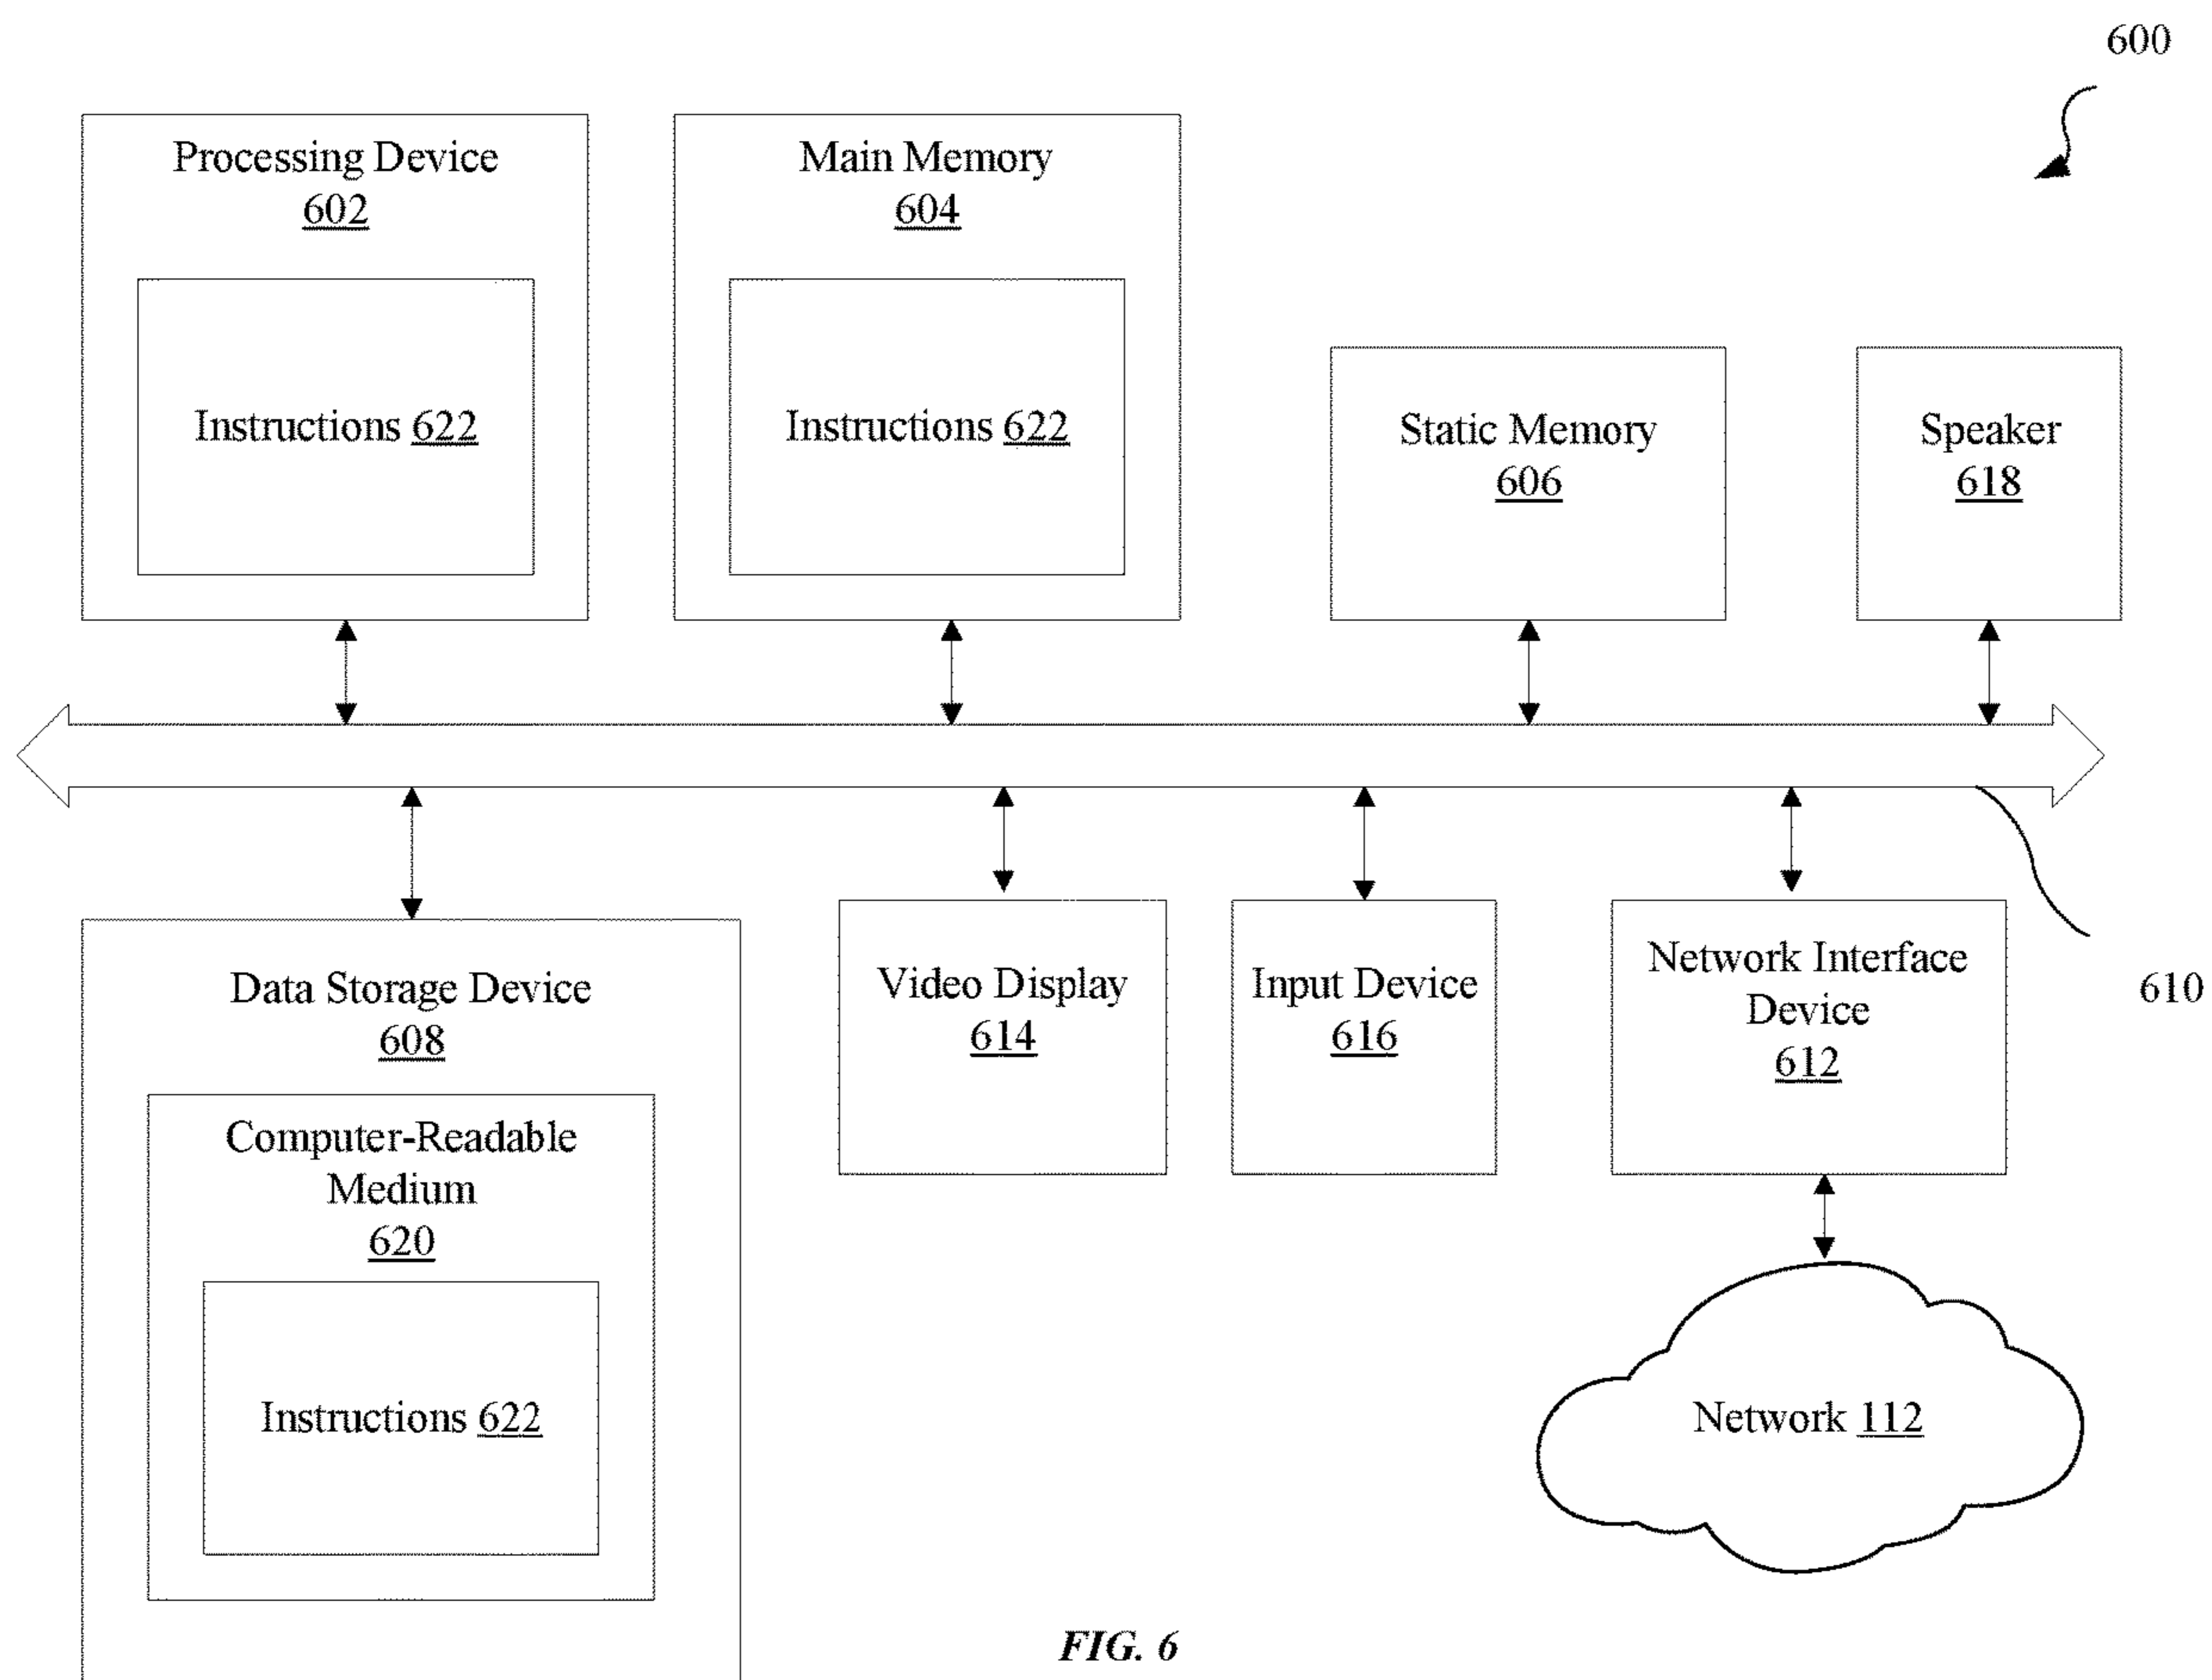 600
Processing Device
602
Instructions 622
Main Memory
604
Instructions 622
Static Memory
606
Speaker
618
Data Storage Device
608
Computer-Readable
Medium
620
Instructions 622
Video Display
614
Input Device
616
Network Interface
Device
612
610
Network 112
FIG. 6